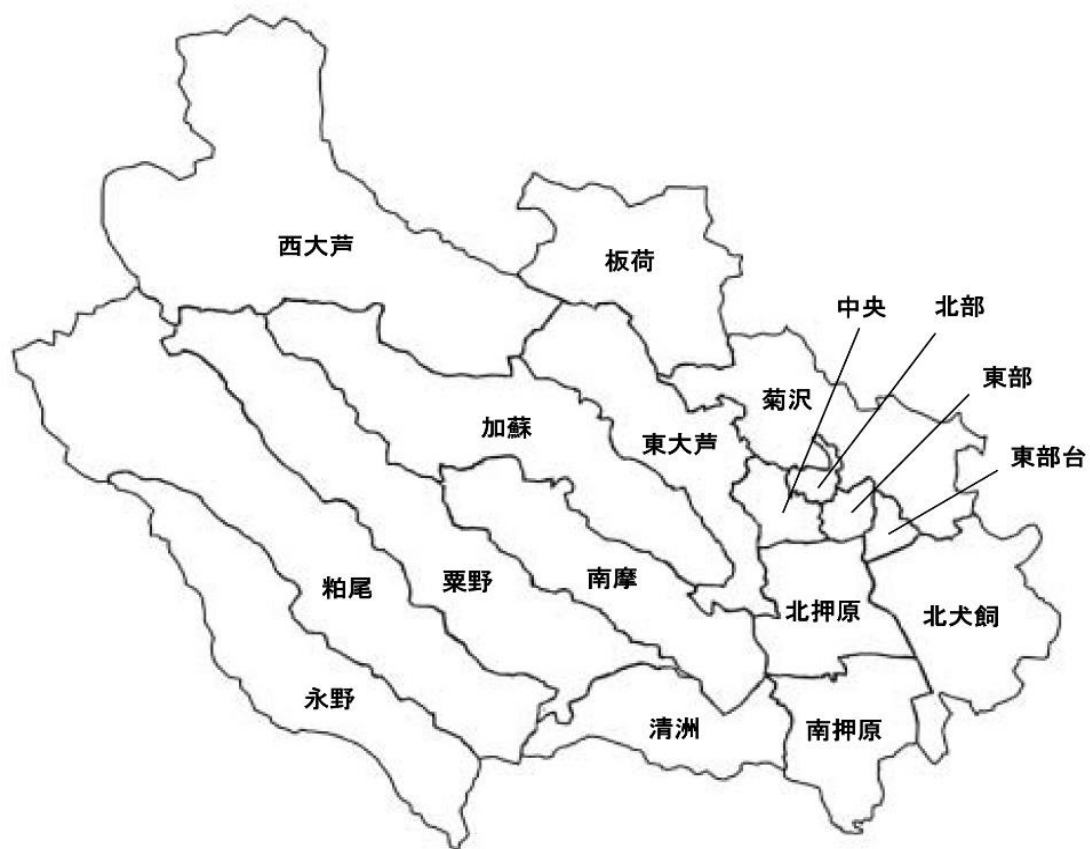 西大芦
板荷
中央
北部
東部
菊沢
東部台
加蘇
東大芦
南摩
粟野
粕尾
北押原
北犬飼
永野
清洲
南押原